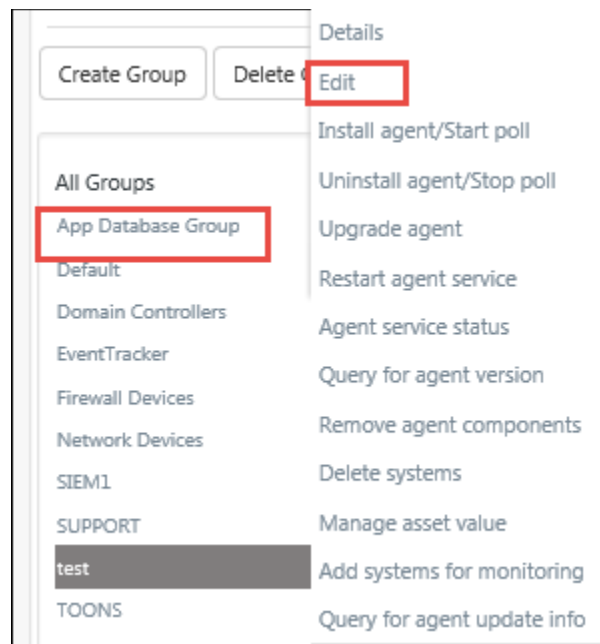 Create Group
Delete
All Groups
App Database Group
Default
Domain Controllers
EventTracker
Firewall Devices
Network Devices
SIEM1
SUPPORT
test
TOONS
Details
Edit
Install agent/Start poll
Uninstall agent/Stop poll
Upgrade agent
Restart agent service
Agent service status
Query for agent version
Remove agent components
Delete systems
Manage asset value
Add systems for monitoring
Query for agent update info